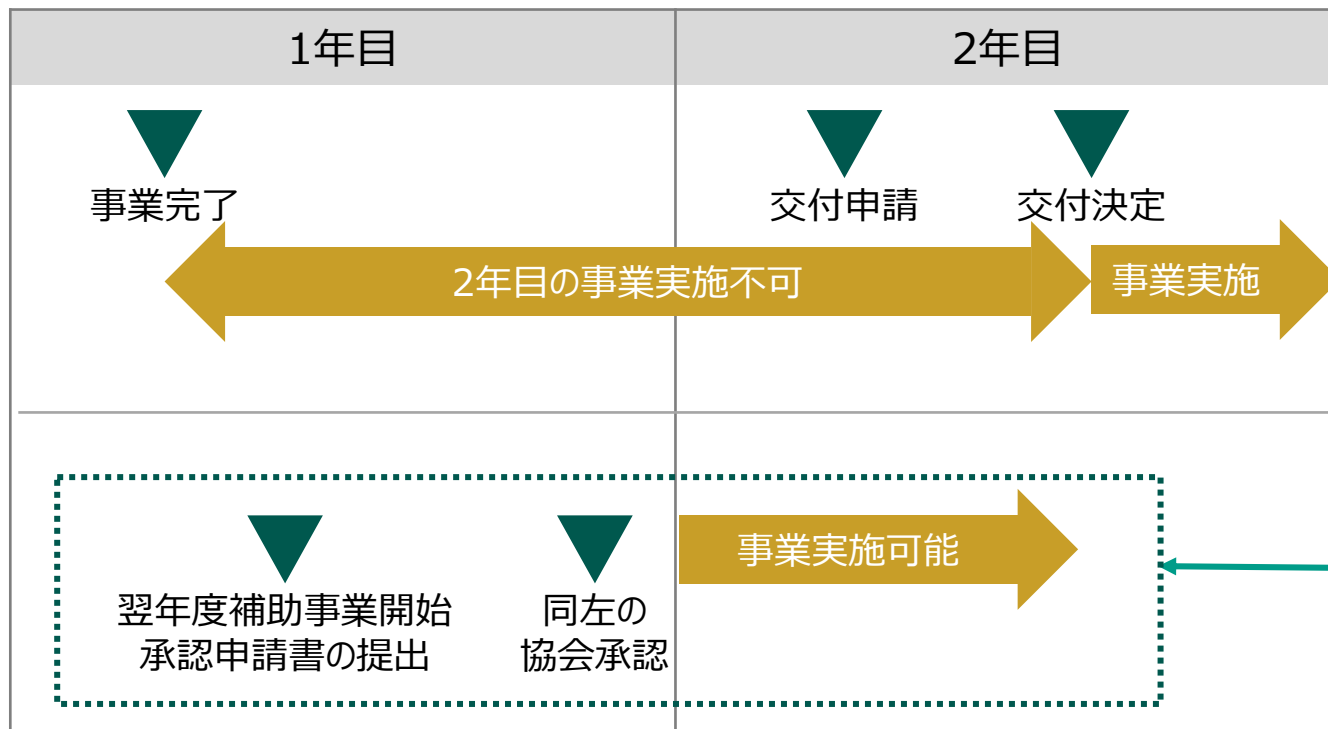 1年目
2年目
事業完了
交付申請
交付決定
2年目の事業実施不可
事業実施
事業実施可能
翌年度補助事業開始
承認申請書の提出
同左の
協会承認